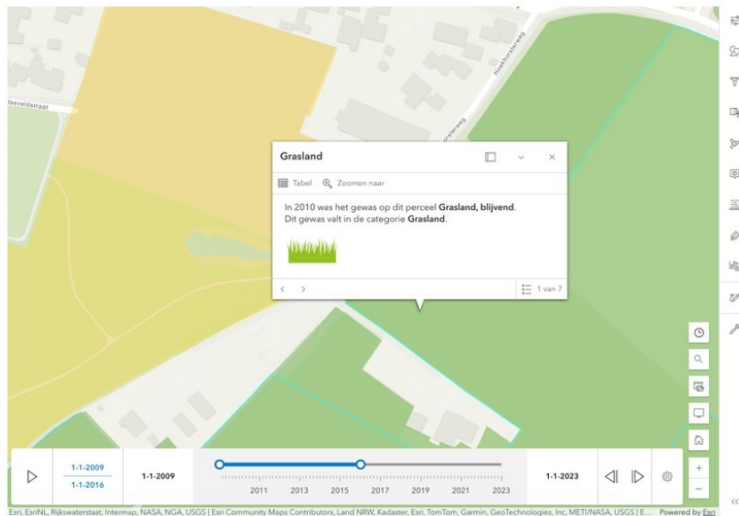 Hoekhorsterweg
Grasland
Tabel
Zoomen naar
In 2010 was het gewas op dit perceel Grasland, blijvend.
Dit gewas valt in de categorie Grasland.
1 van 7
1-1-2009
1-1-2016
1-1-2009
2011 2013 2015 2017 2019 2021 2023
1-1-2023
Esri, EsriNL, Rijkswaterstaat, Intermap, NASA, NGA, USGS | Esri Community Maps Contributors, Land NRW, Kadaster, Esri, TomTom, Garmin, GeoTechnologies, Inc, METI/NASA, USGS | E... Powered by Esri